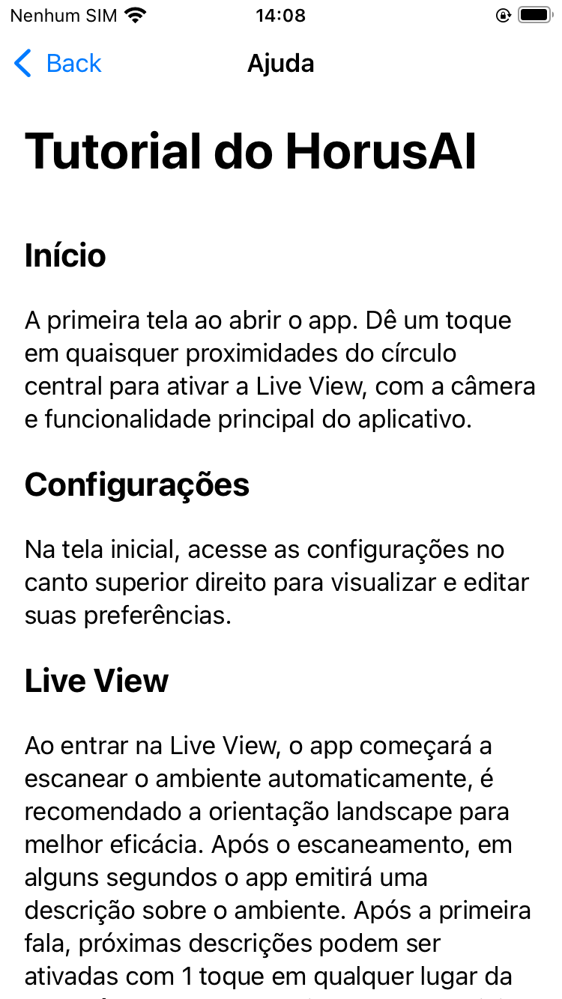 Nenhum SIM 14:08
Back Ajuda
Tutorial do HorusAI
Início
A primeira tela ao abrir o app. Dê um toque
em quaisquer proximidades do círculo
central para ativar a Live View, com a câmera
e funcionalidade principal do aplicativo.
Configurações
Na tela inicial, acesse as configurações no
canto superior direito para visualizar e editar
suas preferências.
Live View
Ao entrar na Live View, o app começará a
escanear o ambiente automaticamente, é
recomendado a orientação landscape para
melhor eficácia. Após o escaneamento, em
alguns segundos o app emitirá uma
descrição sobre o ambiente. Após a primeira
fala, próximas descrições podem ser
ativadas com 1 toque em qualquer lugar da